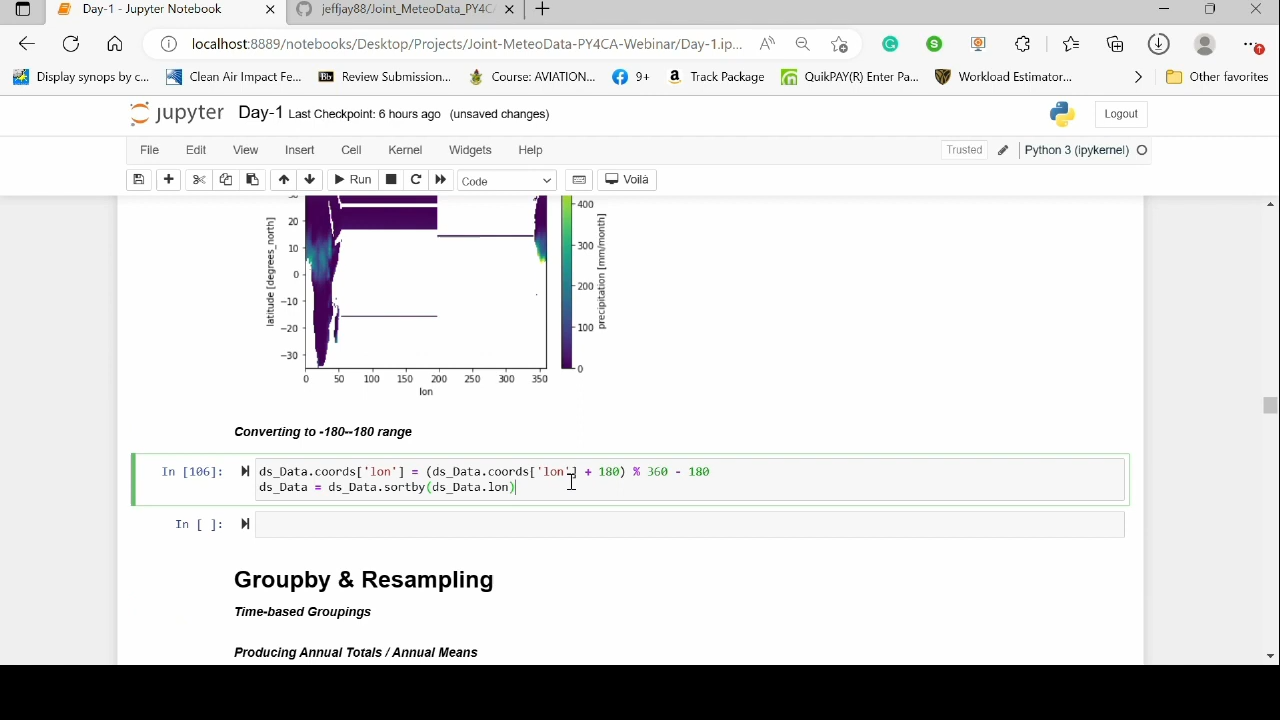 Day-1 - Jupyter Notebook
jeffjay88/Joint_MeteoData_PY4CA
localhost:8889/notebooks/Desktop/Projects/Joint-MeteoData-PY4CA-Webinar/Day-1.ip...
Display synops by c...
Clean Air Impact Fe...
Bb Review Submission...
Course: AVIATION...
9+
a TrackPackage
QuikPAY(R) Enter Pa...
Workload Estimator...
Other favorites
jupyter Day-1 Last Checkpoint: 6 hours ago (unsaved changes)
Logout
File Edit View Insert Cell Kernel Widgets Help
Trusted
Python 3 (ipykernel)
Run
Code
Voilà
20
10
0
−10
−20
−30
latitude [degrees_north]
0 50 100 150 200 250 300 350
lon
400
300
200
100
0
precipitation [mm/month]
Converting to -180--180 range
In [106]:
ds_Data.coords['lon'] = (ds_Data.coords['lon'] + 180) % 360 - 180
ds_Data = ds_Data.sortby(ds_Data.lon)
In [ ]:
Groupby & Resampling
Time-based Groupings
Producing Annual Totals / Annual Means